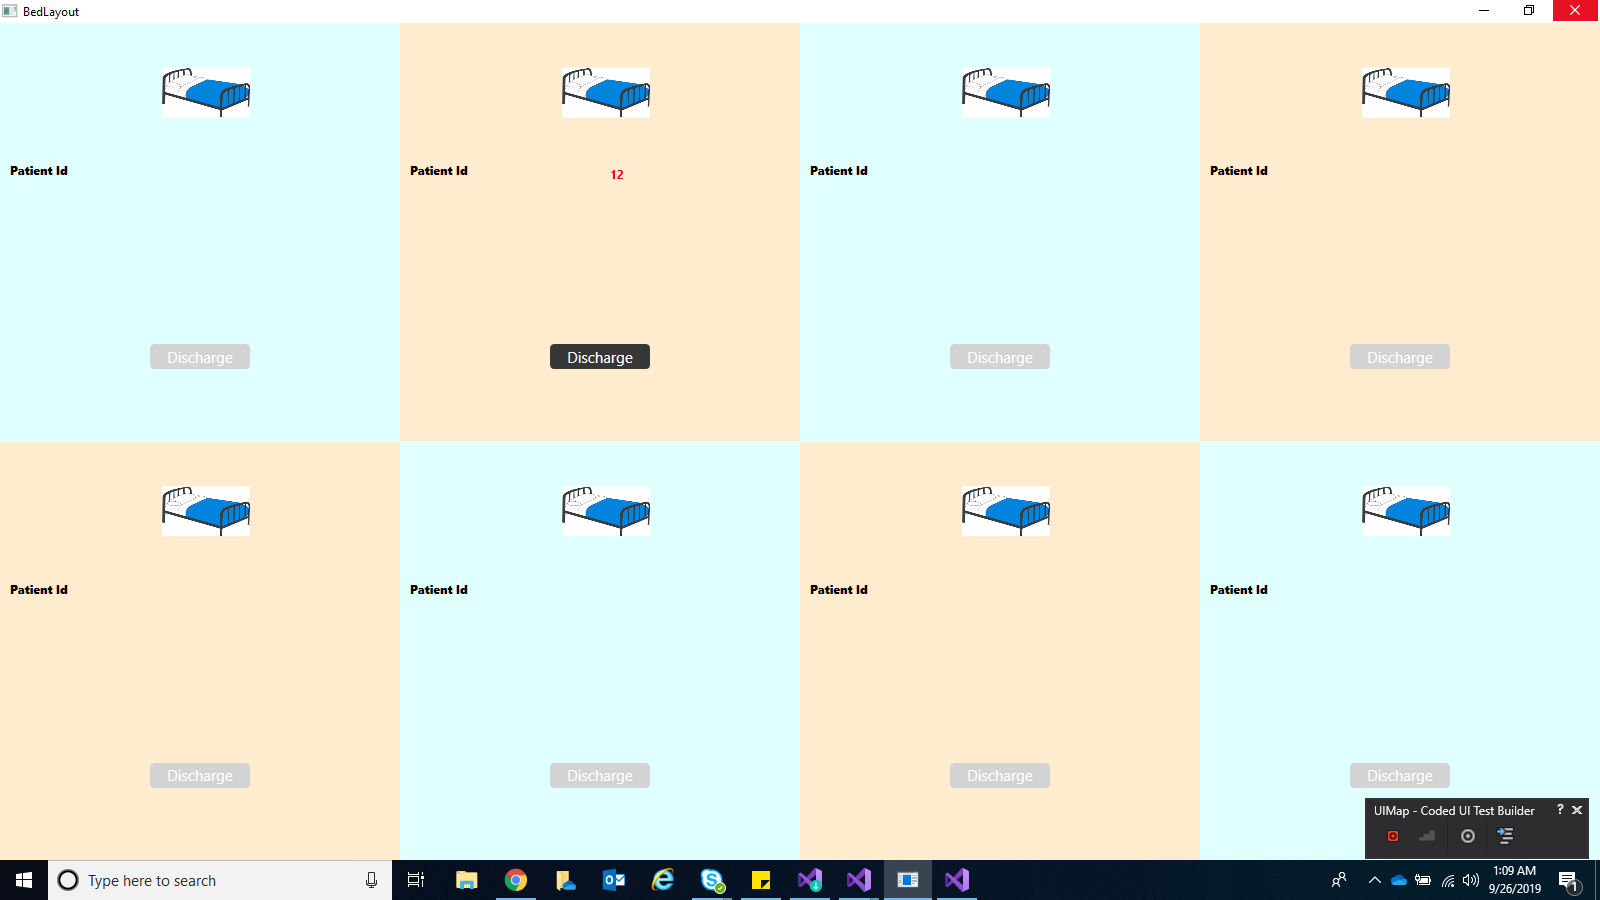 BedLayout
Patient Id
Patient Id 12
Patient Id
Patient Id
Discharge
Discharge
Discharge
Discharge
Patient Id
Patient Id
Patient Id
Patient Id
Discharge
Discharge
Discharge
Discharge
UIMap - Coded UI Test Builder ?
Type here to search
1:09 AM
9/26/2019
1